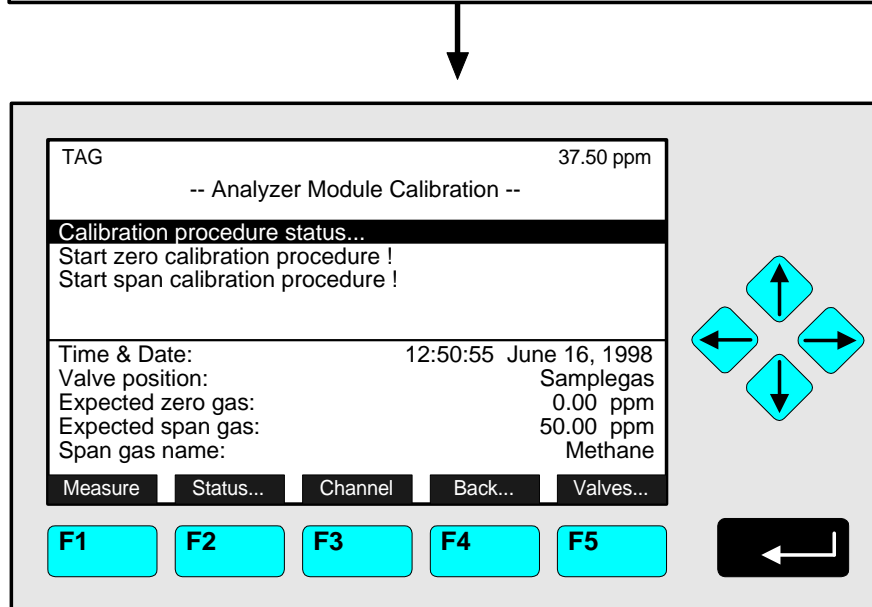 TAG 37.50 ppm
-- Analyzer Module Calibration --
Calibration procedure status...
Start zero calibration procedure !
Start span calibration procedure !
Time & Date: 12:50:55 June 16, 1998
Valve position: Samplegas
Expected zero gas: 0.00 ppm
Expected span gas: 50.00 ppm
Span gas name: Methane
Measure Status... Channel Back... Valves...
F1 F2 F3 F4 F5